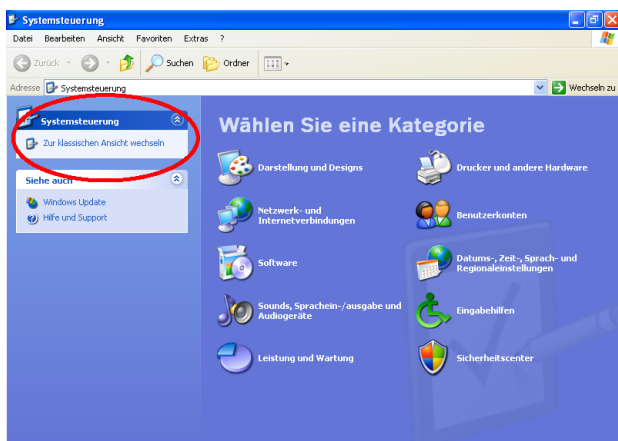 Systemsteuerung
Datei Bearbeiten Ansicht Favoriten Extras ?
Zurück Suchen Ordner
Adresse Systemsteuerung Wechseln zu
Systemsteuerung
Zur klassischen Ansicht wechseln
Siehe auch
Windows Update
Hilfe und Support
Wählen Sie eine Kategorie
Darstellung und Designs
Drucker und andere Hardware
Netzwerk- und
Internetverbindungen
Benutzerkonten
Software
Datums-, Zeit-, Sprach- und
Regionaleinstellungen
Sounds, Sprachein-/ausgabe und
Audiogeräte
Eingabehilfen
Leistung und Wartung
Sicherheitscenter